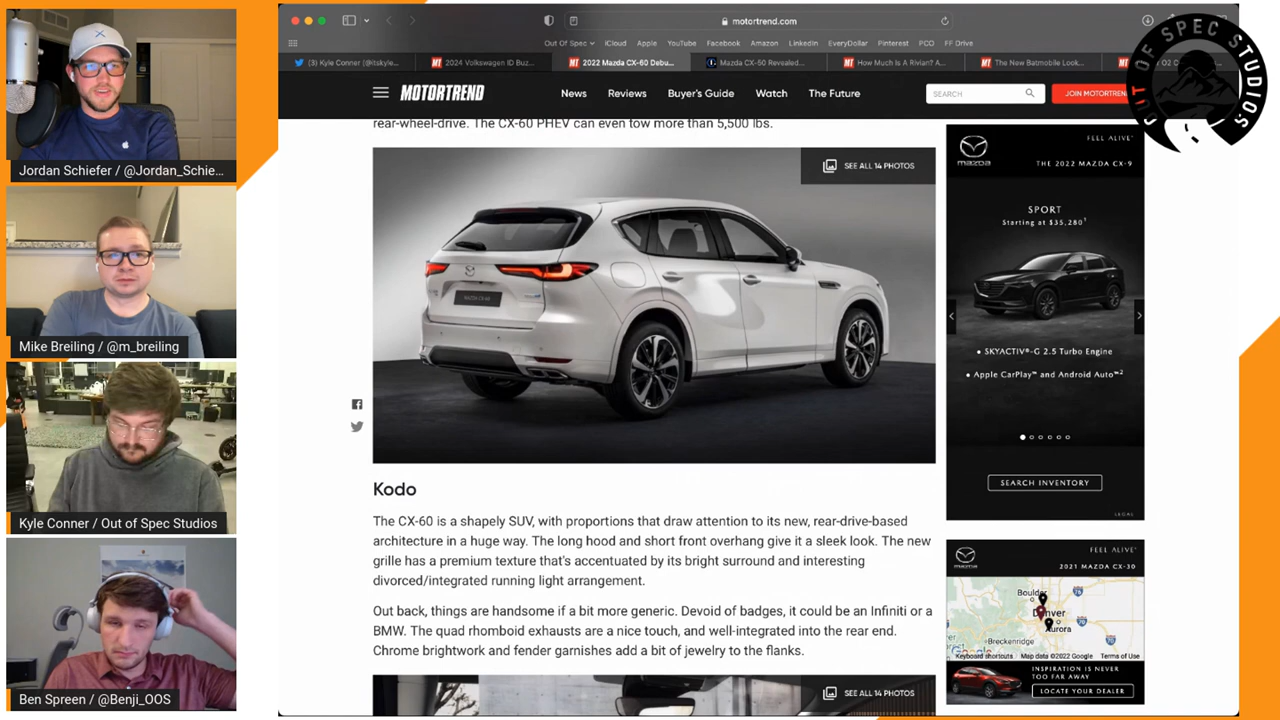 Jordan Schiefer / @Jordan_Schie...
Mike Breiling / @m_breiling
Kyle Conner / Out of Spec Studios
Ben Spreen / @Benji_OOS
motortrend.com
Out Of Spec iCloud Apple YouTube Facebook Amazon LinkedIn EveryDollar Pinterest PCO FF Drive
(3) Kyle Conner (@itskyle... 2024 Volkswagen ID Buz... 2022 Mazda CX-60 Debu... Mazda CX-50 Revealed... How Much Is A Rivian? A... The New Batmobile Look...
OUT OF SPEC STUDIOS.
MOTORTREND News Reviews Buyer's Guide Watch The Future SEARCH JOIN MOTORTREN
rear-wheel-drive. The CX-60 PHEV can even tow more than 5,500 lbs.
SEE ALL 14 PHOTOS
MAZDA CX-60
Kodo
The CX-60 is a shapely SUV, with proportions that draw attention to its new, rear-drive-based
architecture in a huge way. The long hood and short front overhang give it a sleek look. The new
grille has a premium texture that's accentuated by its bright surround and interesting
divorced/integrated running light arrangement.
Out back, things are handsome if a bit more generic. Devoid of badges, it could be an Infiniti or a
BMW. The quad rhomboid exhausts are a nice touch, and well-integrated into the rear end.
Chrome brightwork and fender garnishes add a bit of jewelry to the flanks.
SEE ALL 14 PHOTOS
FEEL ALIVE
mazda
THE 2022 MAZDA CX-9
SPORT
Starting at $35,280¹
• SKYACTIV®-G 2.5 Turbo Engine
• Apple CarPlay™ and Android Auto™²
SEARCH INVENTORY
LEGAL
FEEL ALIVE
mazda
2021 MAZDA CX-30
Boulder
Denver
Aurora
Breckenridge
Google
Keyboard shortcuts Map data ©2022 Google Terms of Use
INSPIRATION IS NEVER
TOO FAR AWAY
LOCATE YOUR DEALER